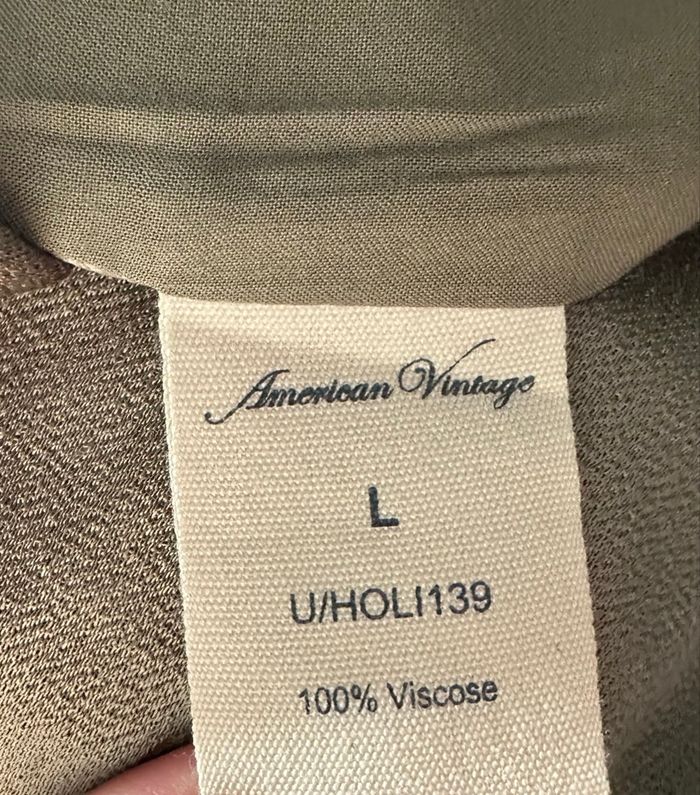 American Vintage
L
U/HOLI139
100% Viscose